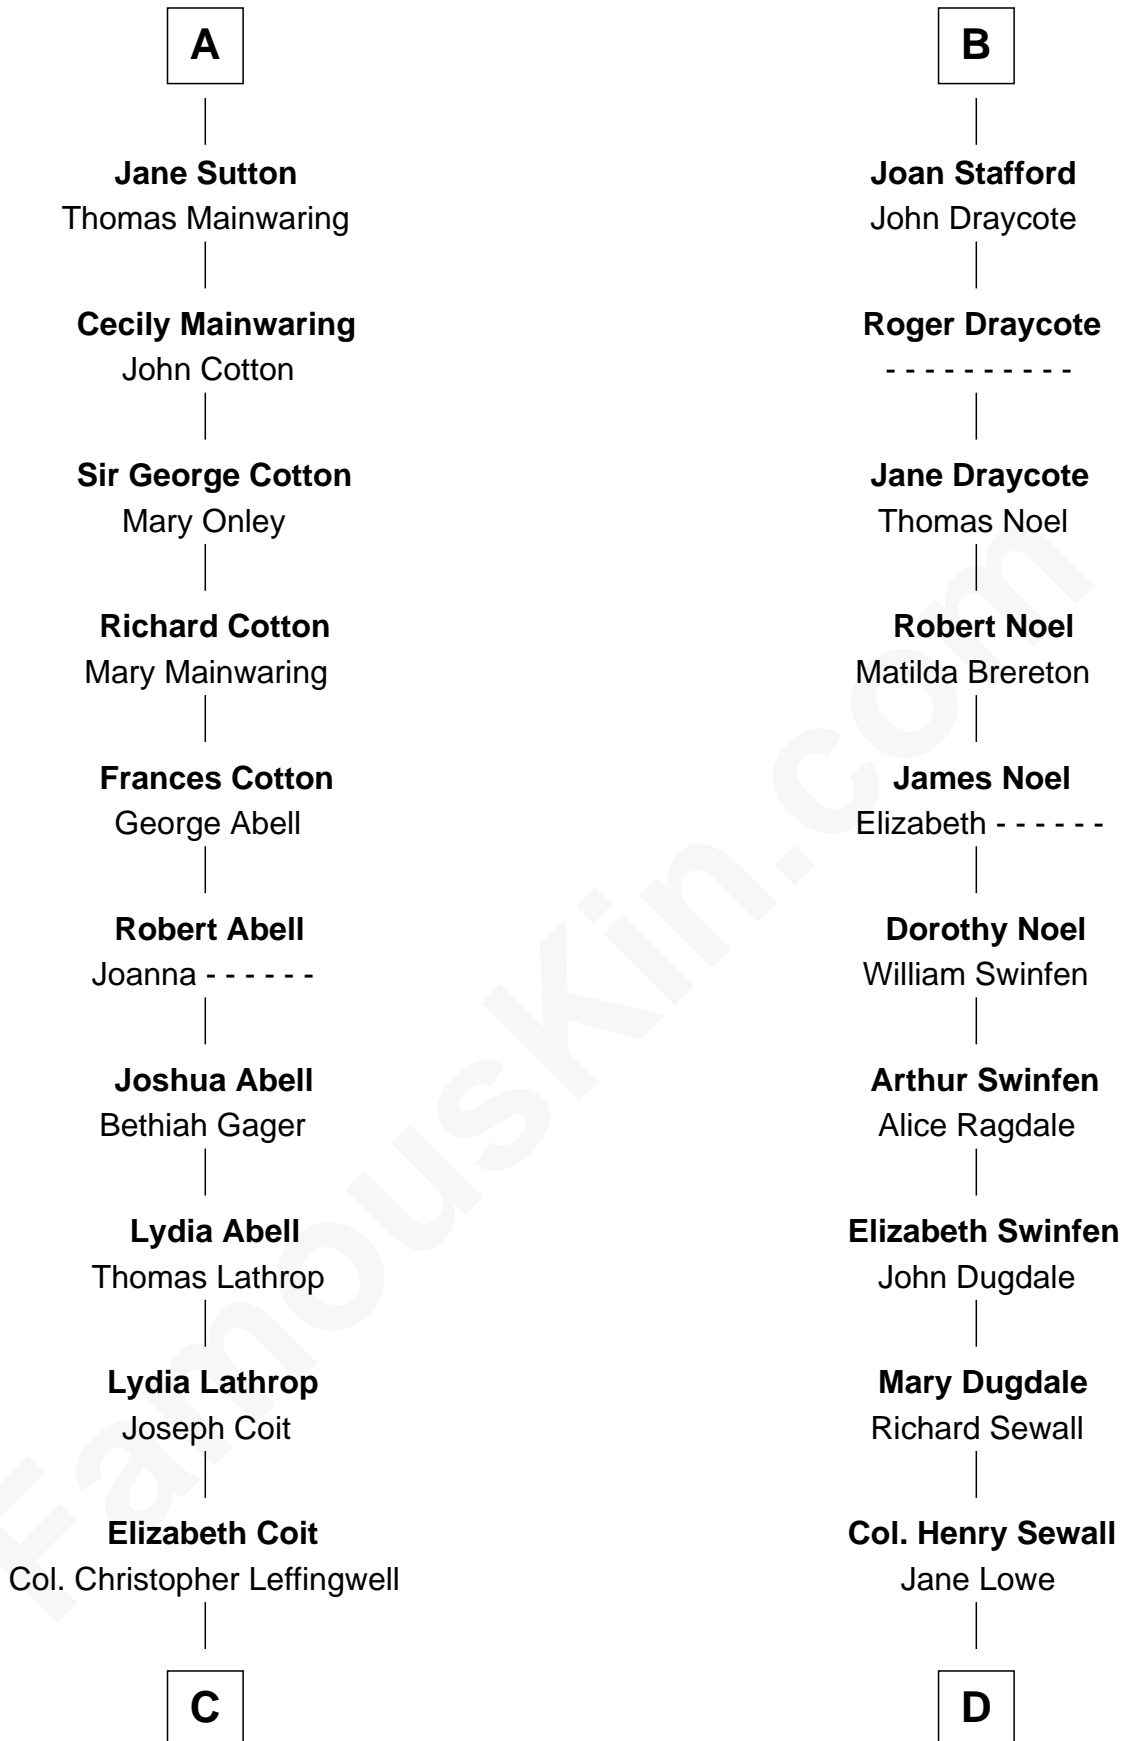 A
Jane Sutton
Thomas Mainwaring
Cecily Mainwaring
John Cotton
Sir George Cotton
Mary Onley
Richard Cotton
Mary Mainwaring
Frances Cotton
George Abell
Robert Abell
Joanna - - - - - -
Joshua Abell
Bethiah Gager
Lydia Abell
Thomas Lathrop
Lydia Lathrop
Joseph Coit
Elizabeth Coit
Col. Christopher Leffingwell
C
B
Joan Stafford
John Draycote
Roger Draycote
- - - - - - - - - -
Jane Draycote
Thomas Noel
Robert Noel
Matilda Brereton
James Noel
Elizabeth - - - - - -
Dorothy Noel
William Swinfen
Arthur Swinfen
Alice Ragdale
Elizabeth Swinfen
John Dugdale
Mary Dugdale
Richard Sewall
Col. Henry Sewall
Jane Lowe
D
FamousKin.com